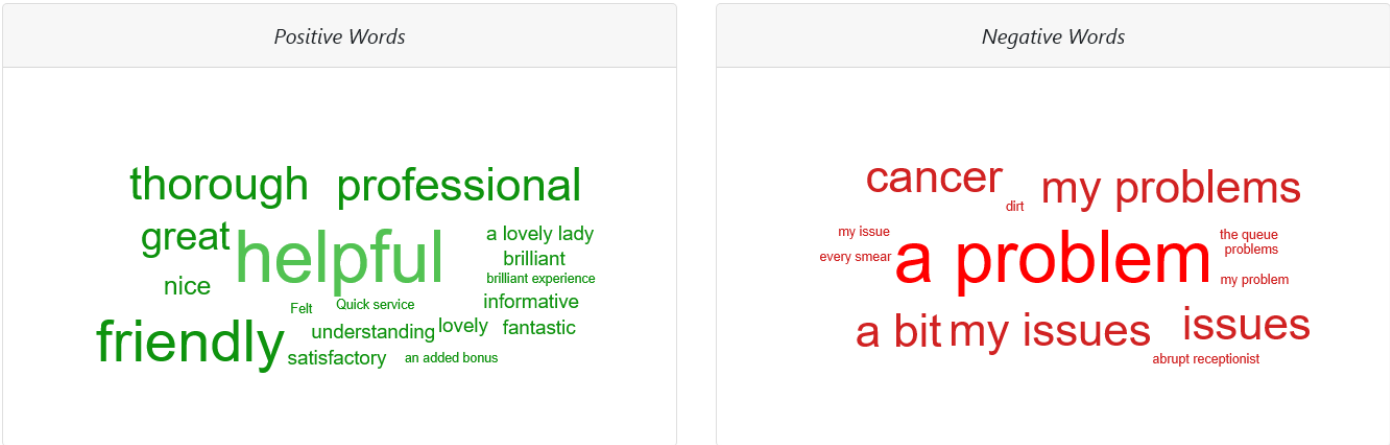 Positive Words
thorough professional
great helpful a lovely lady
brilliant
nice brilliant experience
Felt Quick service informative
friendly understanding lovely fantastic
satisfactory an added bonus
Negative Words
cancer my problems
dirt
my issue a problem the queue
problems
every smear my problem
a bit my issues issues
abrupt receptionist